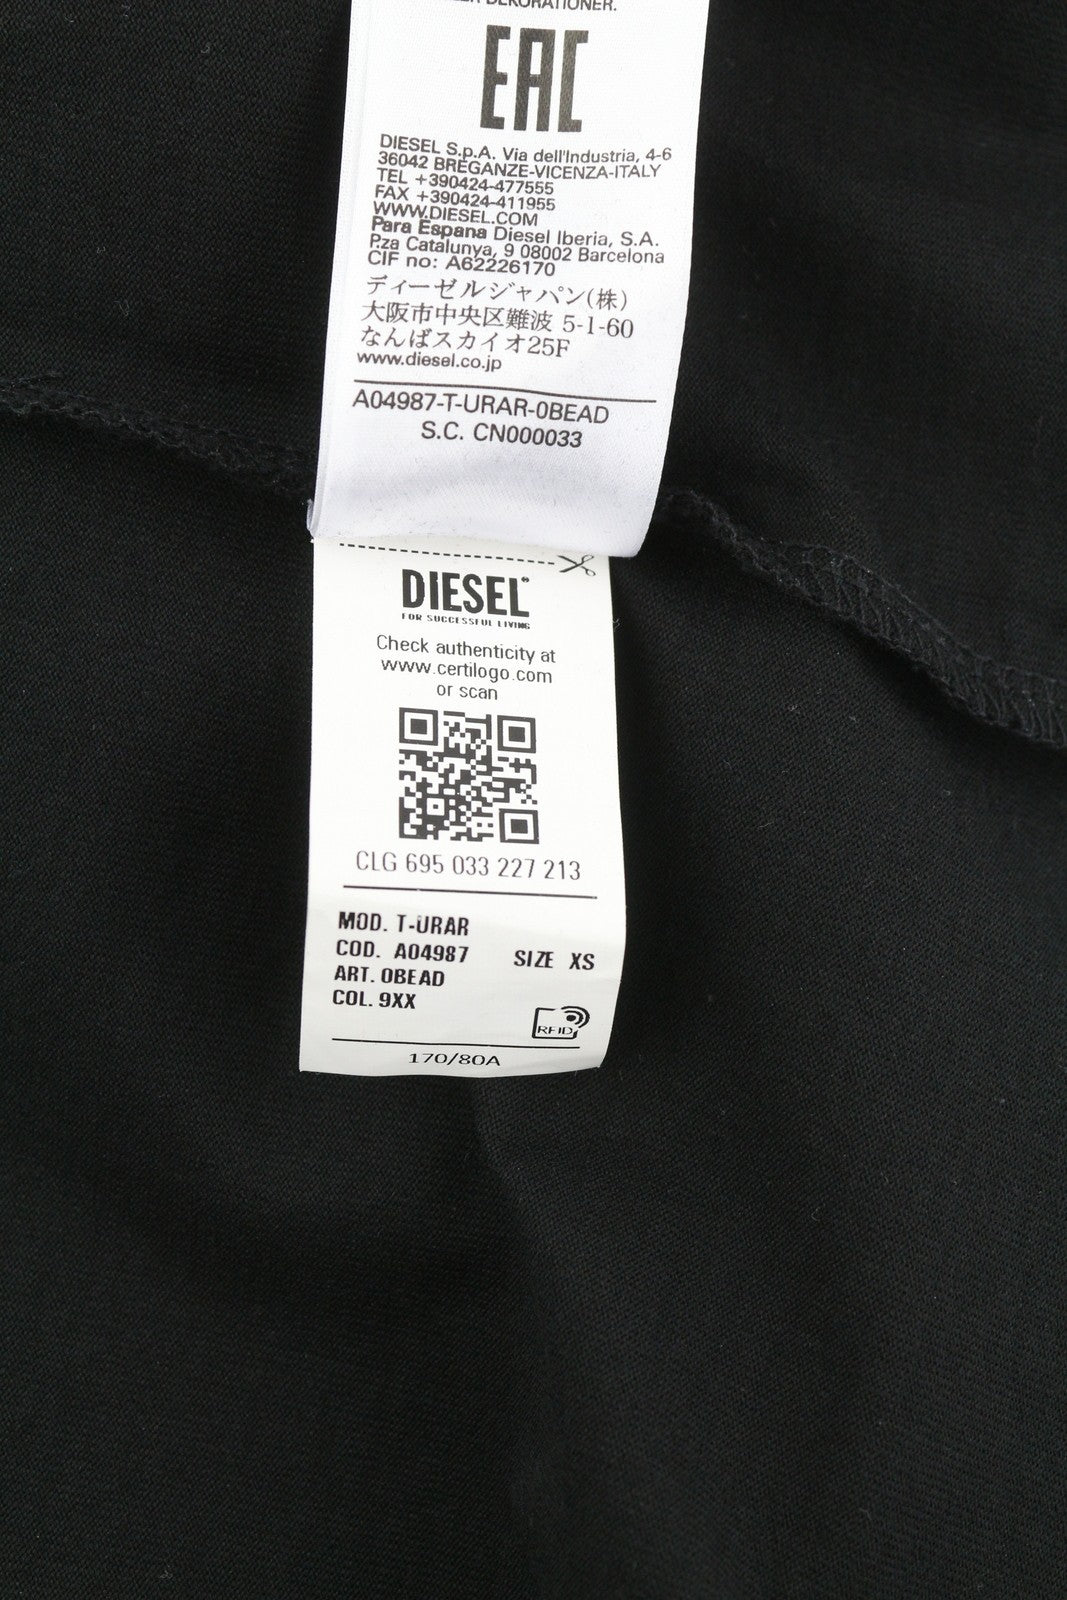 DEKORATIONER.
EAC
DIESEL S.p.A. Via dell'Industria, 4-6
36042 BREGANZE-VICENZA-ITALY
TEL +390424-477555
FAX +390424-411955
WWW.DIESEL.COM
Para Espana Diesel Iberia, S.A.
P.za Catalunya, 9 08002 Barcelona
CIF no: A62226170
ディーゼルジャパン(株)
大阪市中央区難波 5-1-60
なんばスカイオ25F
www.diesel.co.jp
A04987-T-URAR-0BEAD
S.C. CN000033
DIESEL
FOR SUCCESSFUL LIVING
Check authenticity at
www.certilogo.com
or scan
CLG 695 033 227 213
MOD. T-URAR
COD. A04987 SIZE XS
ART. 0BEAD
COL. 9XX
RFID
170/80A